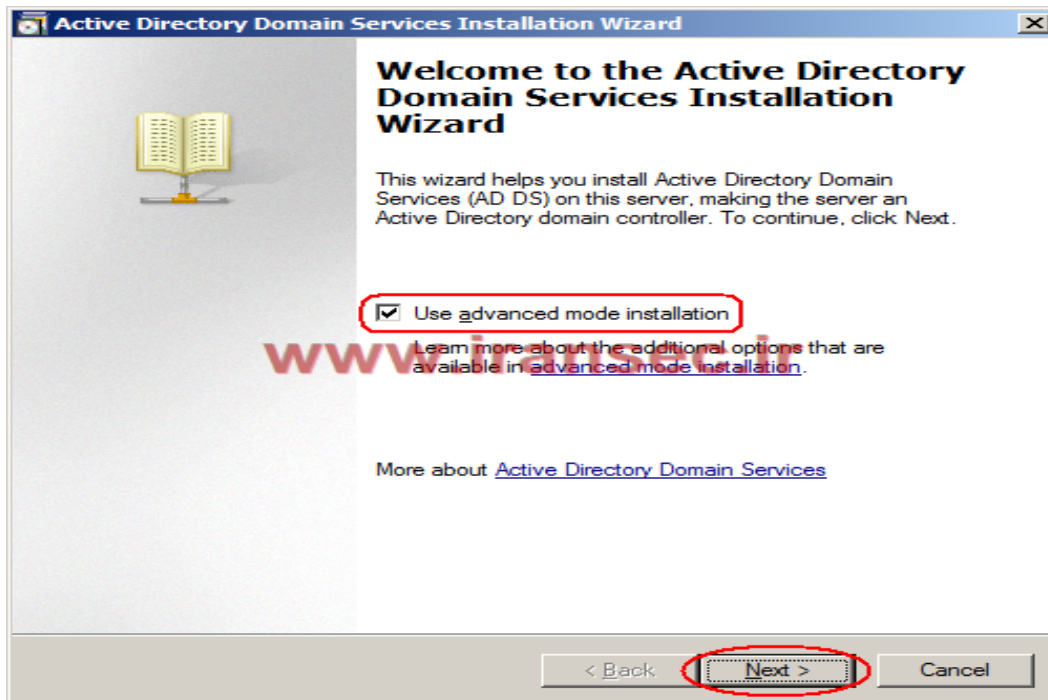 Active Directory Domain Services Installation Wizard
Welcome to the Active Directory
Domain Services Installation
Wizard
This wizard helps you install Active Directory Domain
Services (AD DS) on this server, making the server an
Active Directory domain controller. To continue, click Next.
Use advanced mode installation
www.iransec.ir
Learn more about the additional options that are
available in advanced mode installation.
More about Active Directory Domain Services
< Back
Next >
Cancel